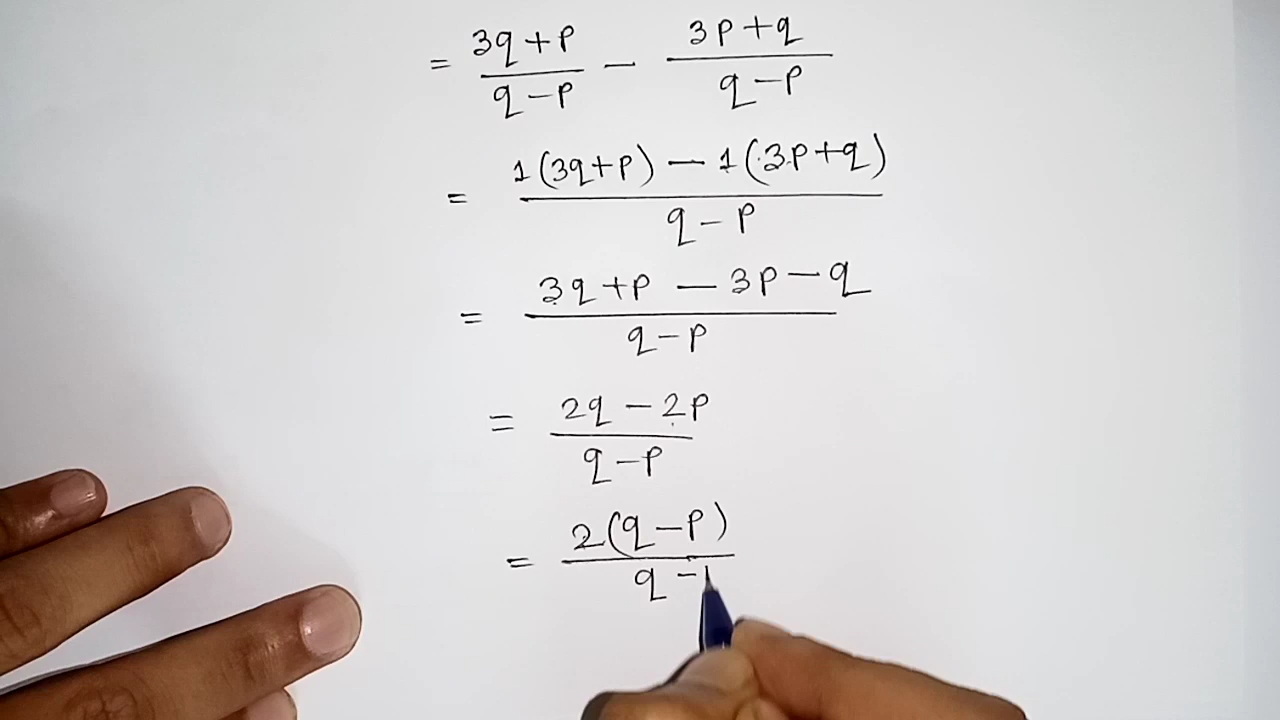 = (3q+p)/(q-p) - (3p+q)/(q-p)
= (1(3q+p) - 1(3p+q))/(q-p)
= (3q+p - 3p-q)/(q-p)
= (2q-2p)/(q-p)
= 2(q-p)/(q-